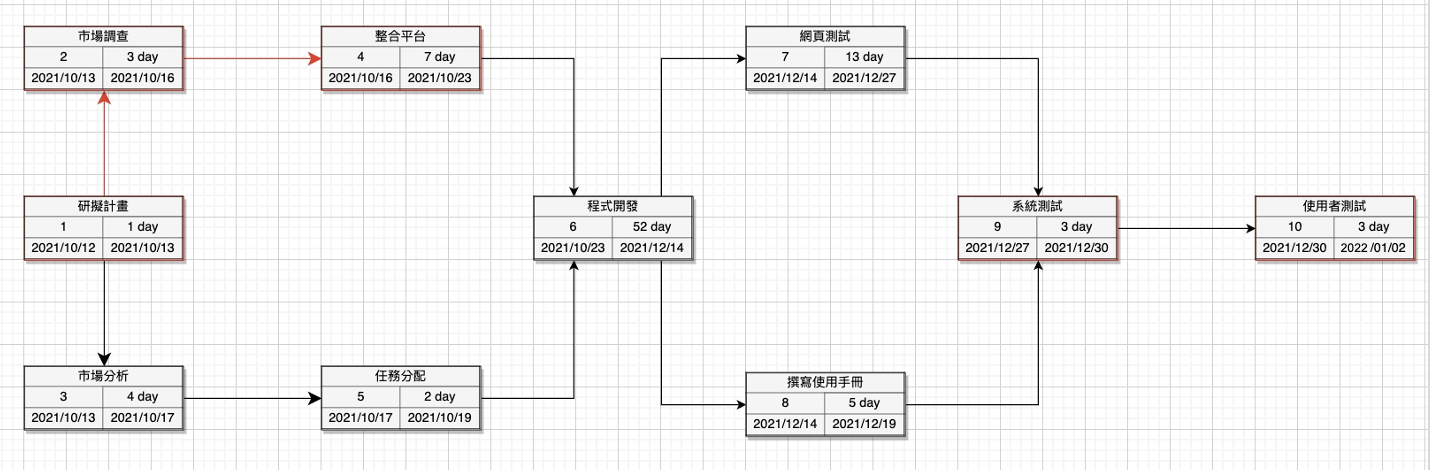 市場調查
2 3 day
2021/10/13 2021/10/16
整合平台
4 7 day
2021/10/16 2021/10/23
網頁測試
7 13 day
2021/12/14 2021/12/27
研擬計畫
1 1 day
2021/10/12 2021/10/13
程式開發
6 52 day
2021/10/23 2021/12/14
系統測試
9 3 day
2021/12/27 2021/12/30
使用者測試
10 3 day
2021/12/30 2022 /01/02
市場分析
3 4 day
2021/10/13 2021/10/17
任務分配
5 2 day
2021/10/17 2021/10/19
撰寫使用手冊
8 5 day
2021/12/14 2021/12/19